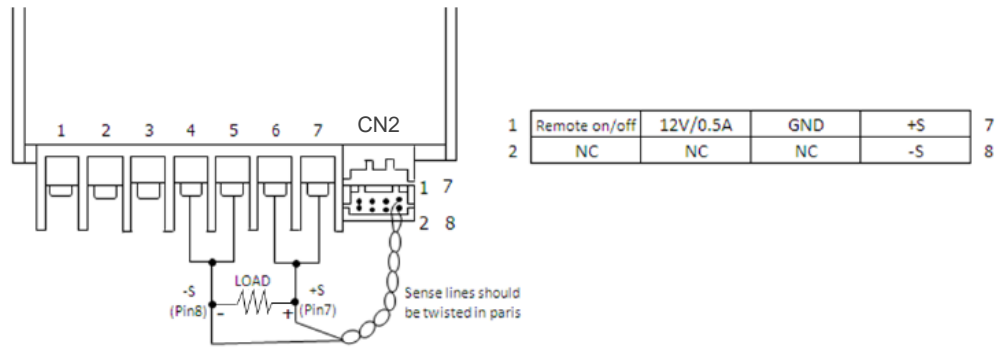 1 2 3 4 5 6 7 CN2
1 7
2 8
-S
(Pin8)
LOAD
- +
+S
(Pin7)
Sense lines should
be twisted in paris
1 Remote on/off 12V/0.5A GND +S 7
2 NC NC NC -S 8